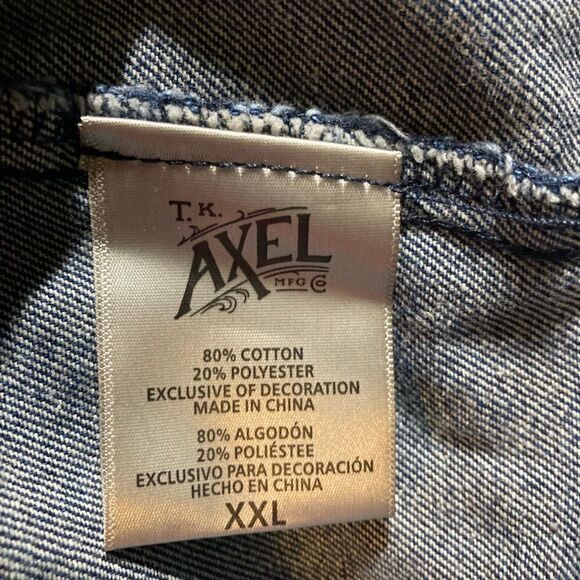 T.K.
AXEL
MFG Co
80% COTTON
20% POLYESTER
EXCLUSIVE OF DECORATION
MADE IN CHINA
80% ALGODÓN
20% POLIÉSTEE
EXCLUSIVO PARA DECORACIÓN
HECHO EN CHINA
XXL